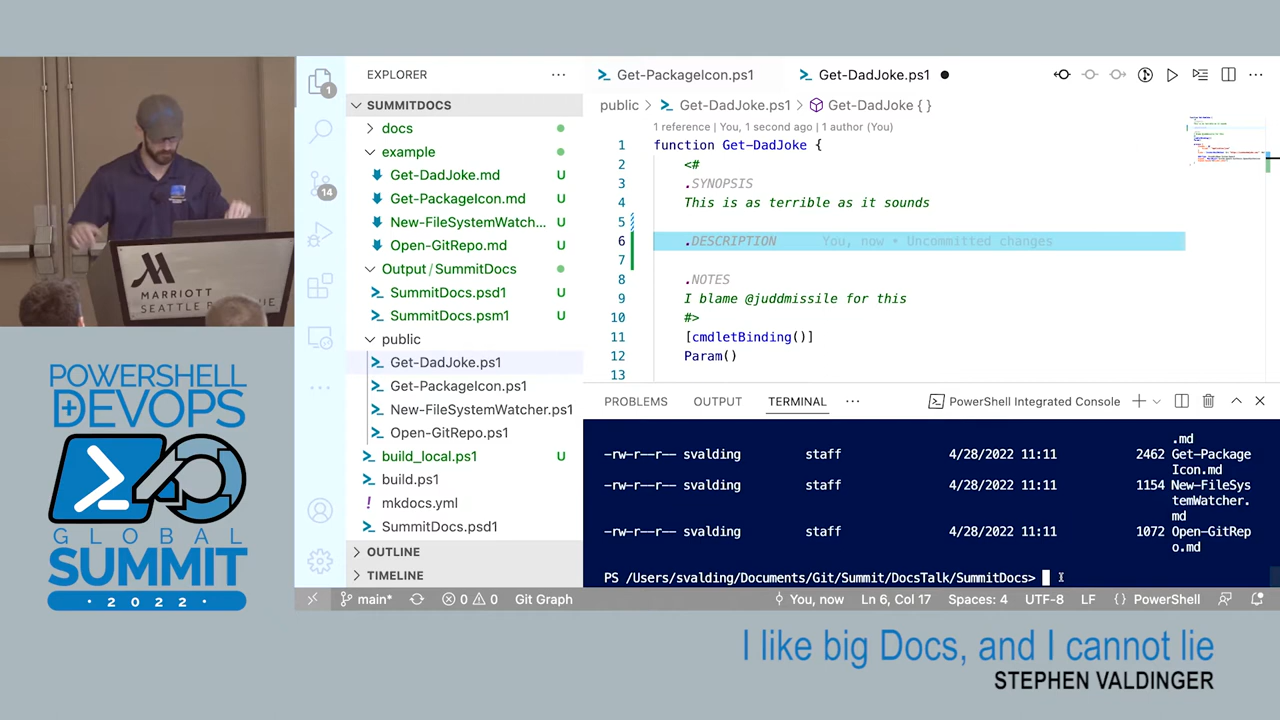 MARRIOTT
SEATTLE
POWERSHELL
DEVOPS
GLOBAL
SUMMIT
· 2022 ·
EXPLORER
SUMMITDOCS
docs
example
Get-DadJoke.md U
Get-PackageIcon.md U
New-FileSystemWatch... U
Open-GitRepo.md U
Output / SummitDocs
SummitDocs.psd1 U
SummitDocs.psm1 U
public
Get-DadJoke.ps1
Get-PackageIcon.ps1
New-FileSystemWatcher.ps1
Open-GitRepo.ps1
build_local.ps1 U
build.ps1
! mkdocs.yml
SummitDocs.psd1
OUTLINE
TIMELINE
1
14
Get-PackageIcon.ps1 Get-DadJoke.ps1 ●
public > Get-DadJoke.ps1 > Get-DadJoke { }
1 reference | You, 1 second ago | 1 author (You)
1 function Get-DadJoke {
2 <#
3 .SYNOPSIS
4 This is as terrible as it sounds
5
6 .DESCRIPTION You, now • Uncommitted changes
7
8 .NOTES
9 I blame @juddmissile for this
10 #>
11 [cmdletBinding()]
12 Param()
13
PROBLEMS OUTPUT TERMINAL ··· PowerShell Integrated Console
.md
-rw-r--r-- svalding staff 4/28/2022 11:11 2462 Get-Package
Icon.md
-rw-r--r-- svalding staff 4/28/2022 11:11 1154 New-FileSys
temWatcher.
md
-rw-r--r-- svalding staff 4/28/2022 11:11 1072 Open-GitRep
o.md
PS /Users/svalding/Documents/Git/Summit/DocsTalk/SummitDocs>
main* 0 0 Git Graph You, now Ln 6, Col 17 Spaces: 4 UTF-8 LF { } PowerShell
I like big Docs, and I cannot lie
STEPHEN VALDINGER